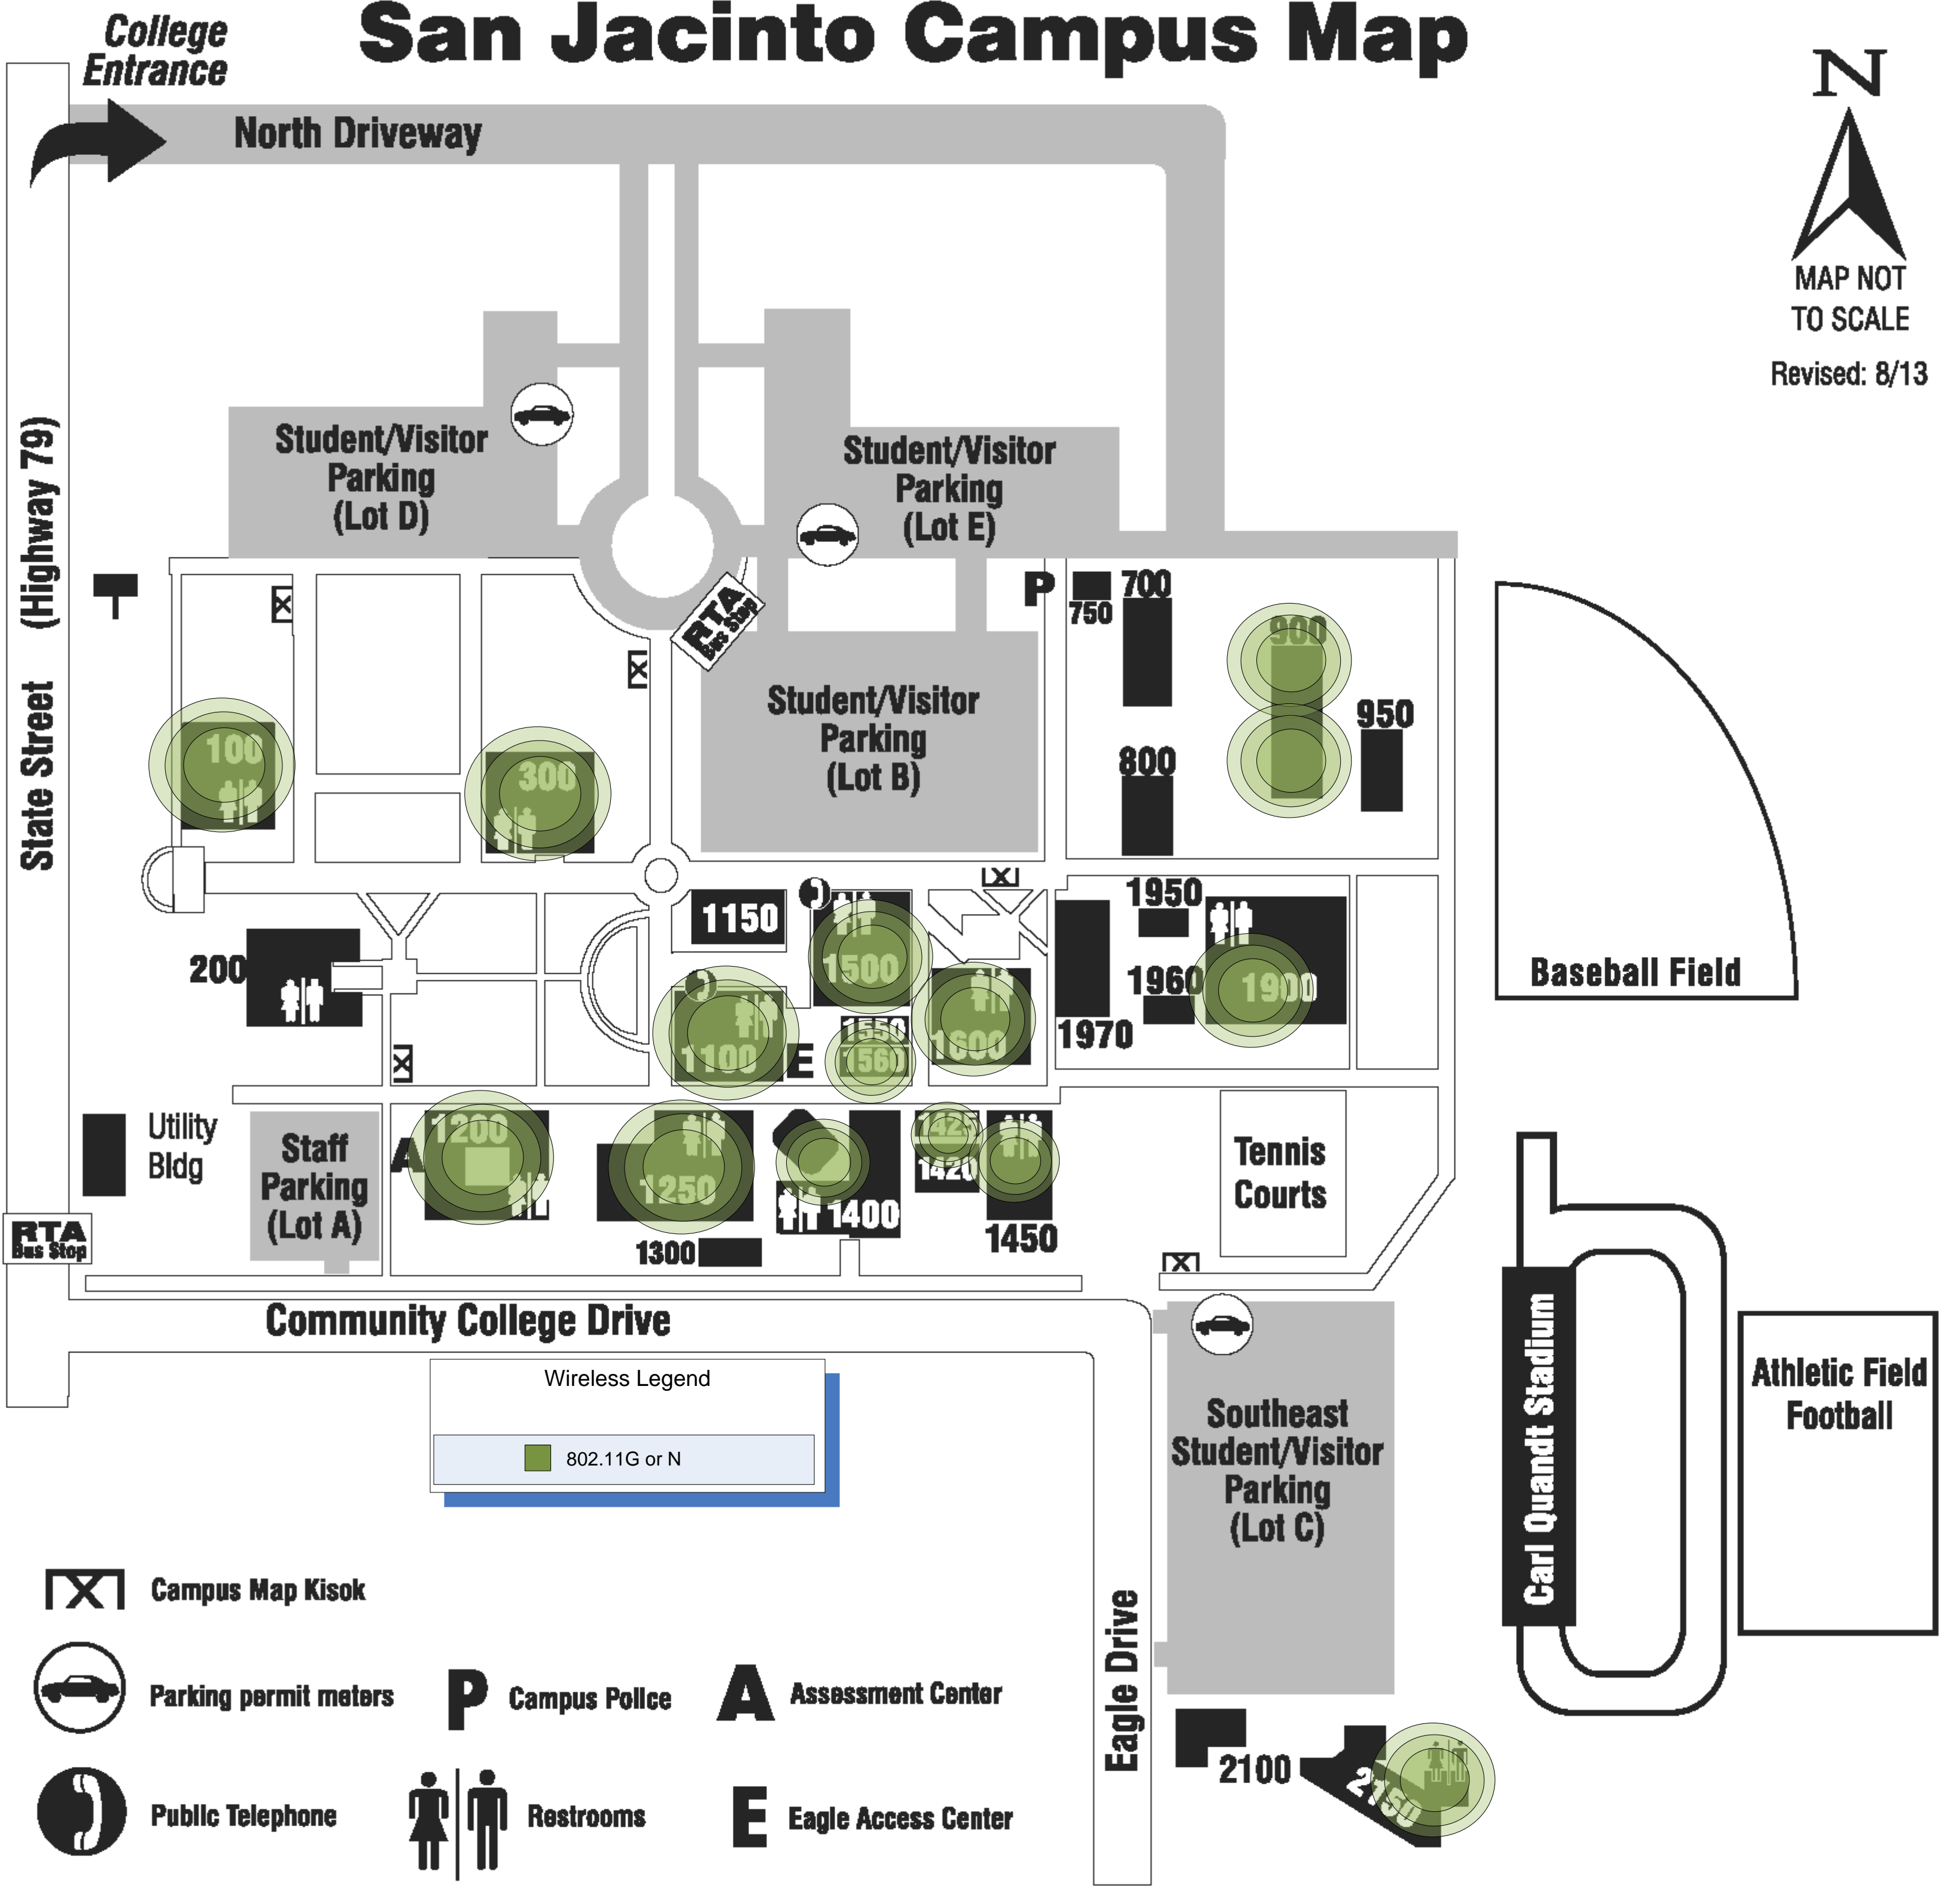 San Jacinto Campus Map
College
Entrance
N
North Driveway
MAP NOT
TO SCALE
Revised: 8/13
State Street (Highway 79)
Student/Visitor
Parking
(Lot D)
Student/Visitor
Parking
(Lot E)
RTA
Bus Stop
P
750
700
900
Student/Visitor
Parking
(Lot B)
950
100
300
800
1150
1950
200
1500
1960
1900
Baseball Field
1100
E
1550
1560
1600
1970
Utility
Bldg
Staff
Parking
(Lot A)
A
1200
1250
1400
1425
1420
1450
1300
Tennis
Courts
RTA
Bus Stop
Community College Drive
Wireless Legend
802.11G or N
Southeast
Student/Visitor
Parking
(Lot C)
Carl Quandt Stadium
Athletic Field
Football
Eagle Drive
2100
2150
Campus Map Kisok
Parking permit meters
P Campus Police
A Assessment Center
Public Telephone
Restrooms
E Eagle Access Center